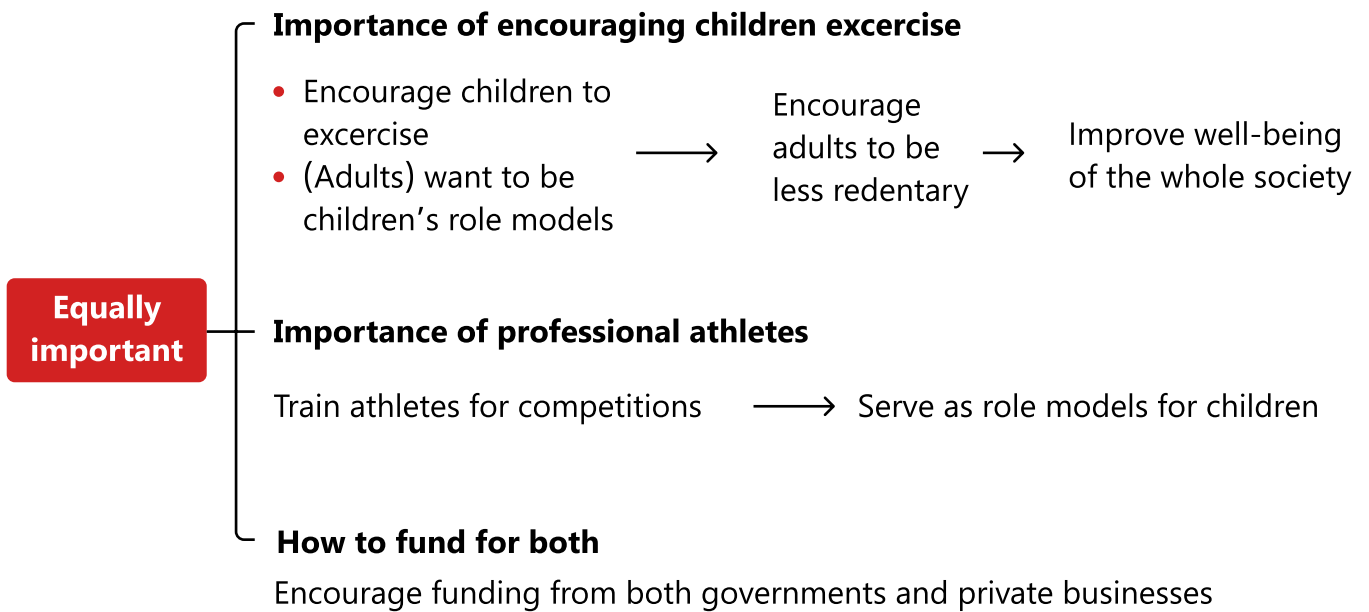 Importance of encouraging children excercise
• Encourage children to
excercise
• (Adults) want to be
children’s role models
Encourage
adults to be
less redentary
Improve well-being
of the whole society
Equally
important
Importance of professional athletes
Train athletes for competitions
Serve as role models for children
How to fund for both
Encourage funding from both governments and private businesses